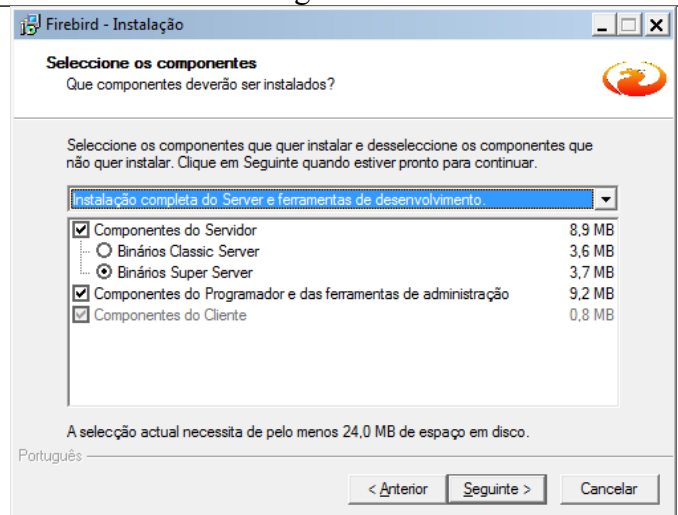 Firebird - Instalação
Seleccione os componentes
Que componentes deverão ser instalados?
Seleccione os componentes que quer instalar e desseleccione os componentes que
não quer instalar. Clique em Seguinte quando estiver pronto para continuar.
Instalação completa do Server e ferramentas de desenvolvimento.
Componentes do Servidor 8,9 MB
Binários Classic Server 3,6 MB
Binários Super Server 3,7 MB
Componentes do Programador e das ferramentas de administração 9,2 MB
Componentes do Cliente 0,8 MB
A selecção actual necessita de pelo menos 24,0 MB de espaço em disco.
Português
< Anterior Seguinte > Cancelar